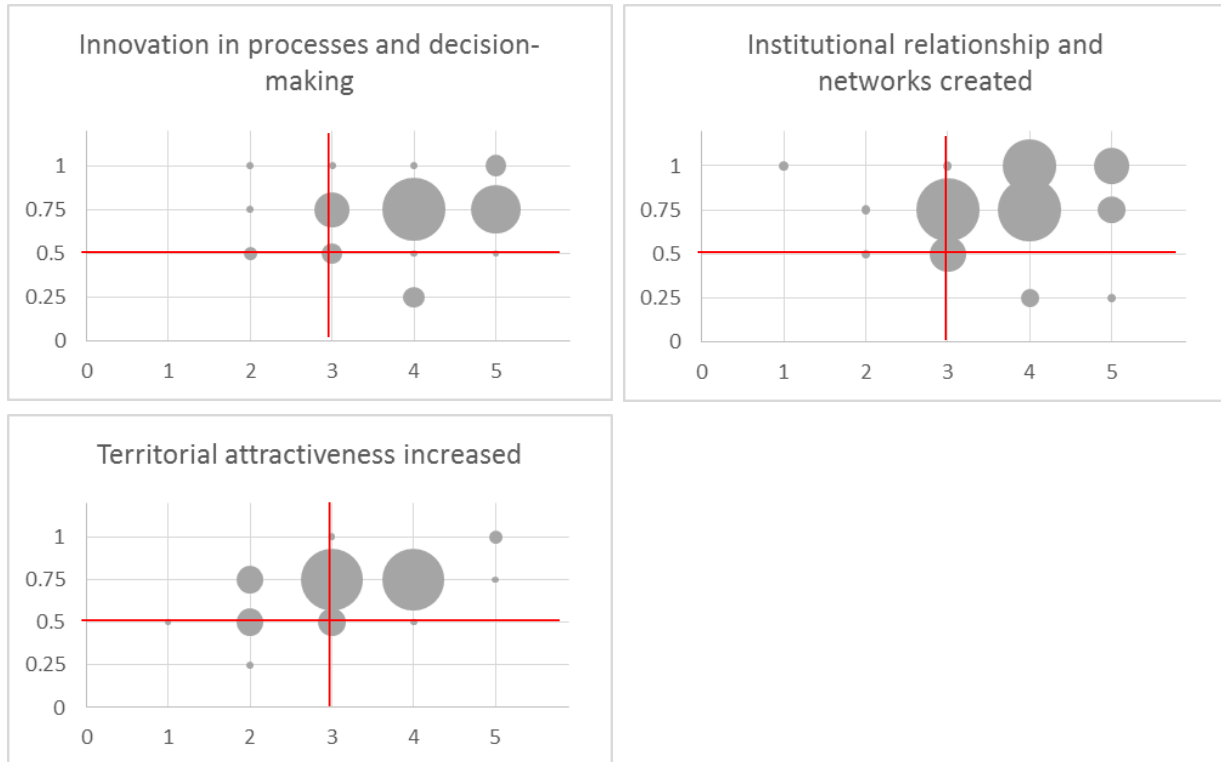 Innovation in processes and decision-
making
1
0.75
0.5
0.25
0
0 1 2 3 4 5
Institutional relationship and
networks created
1
0.75
0.5
0.25
0
0 1 2 3 4 5
Territorial attractiveness increased
1
0.75
0.5
0.25
0
0 1 2 3 4 5